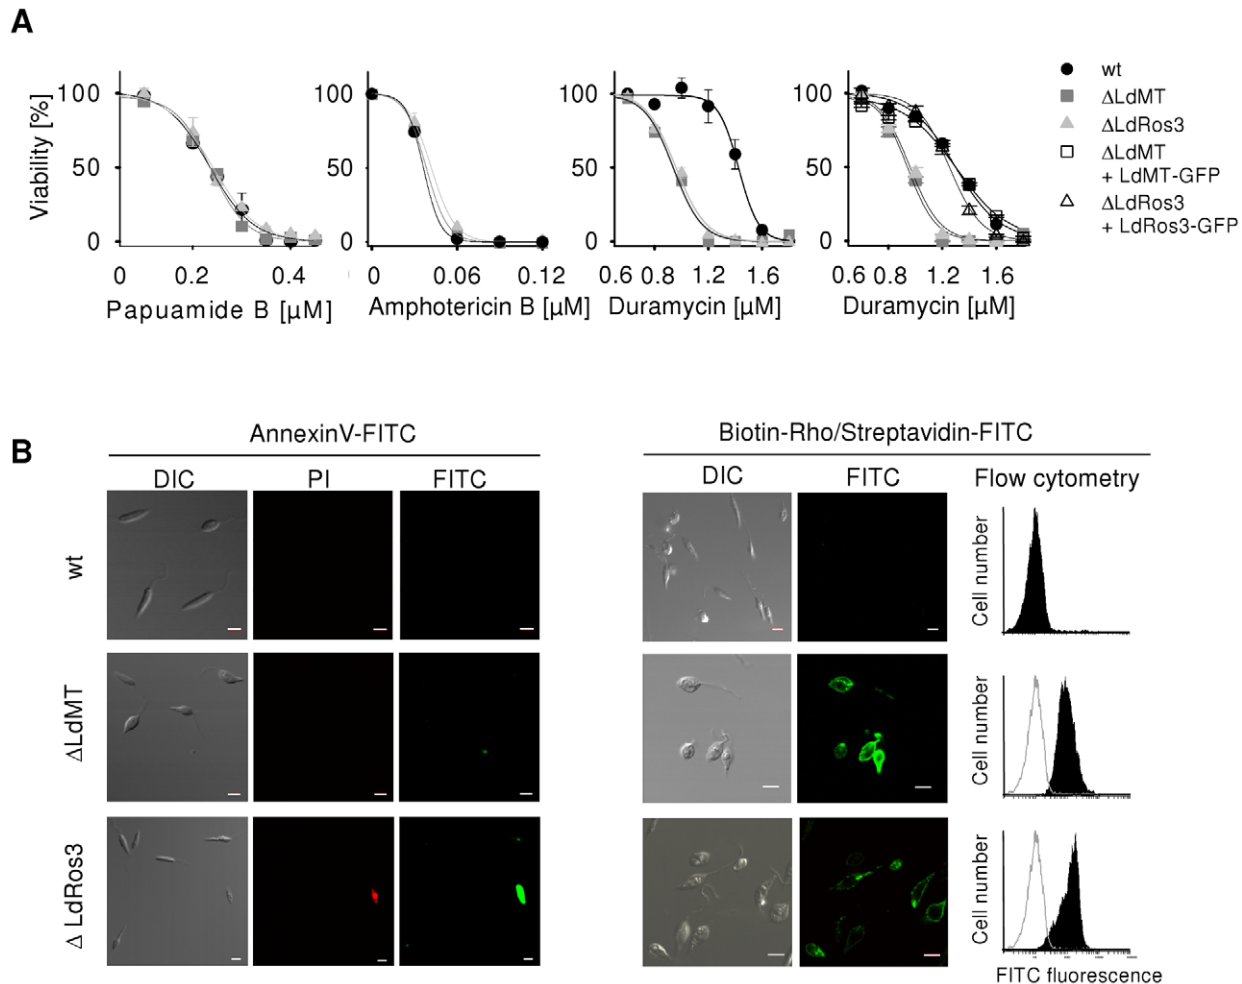 A
Viability [%]
100
50
0
0 0.2 0.4
Papuamide B [µM]
100
50
0
0 0.06 0.12
Amphotericin B [µM]
100
50
0
0.6 0.8 1.2 1.6
Duramycin [µM]
100
50
0
0.6 0.8 1.2 1.6
Duramycin [µM]
wt
ΔLdMT
ΔLdRos3
ΔLdMT
+ LdMT-GFP
ΔLdRos3
+ LdRos3-GFP
B
AnnexinV-FITC
DIC PI FITC
Biotin-Rho/Streptavidin-FITC
DIC FITC Flow cytometry
wt
Cell number
ΔLdMT
Cell number
Δ LdRos3
Cell number
FITC fluorescence